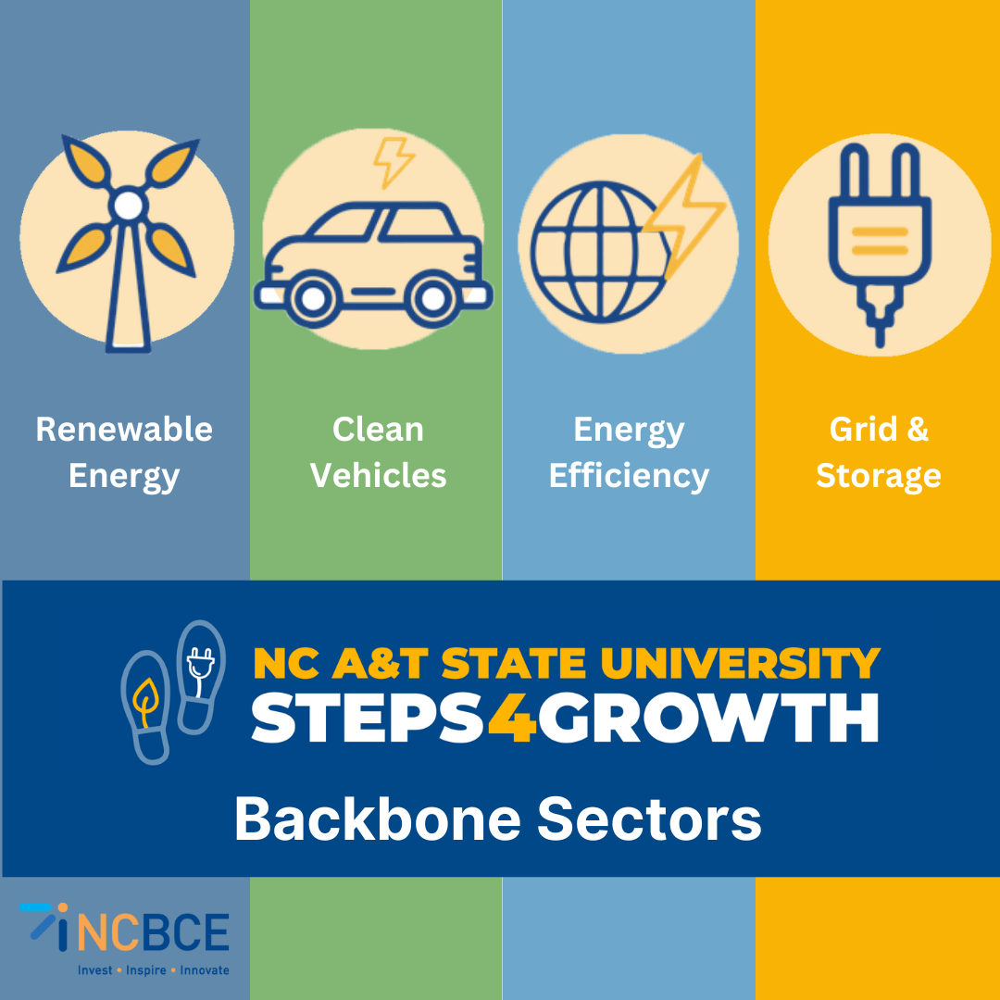 Renewable
Energy
Clean
Vehicles
Energy
Efficiency
Grid &
Storage
NC A&T STATE UNIVERSITY
STEPS4GROWTH
Backbone Sectors
NCBCE
Invest • Inspire • Innovate